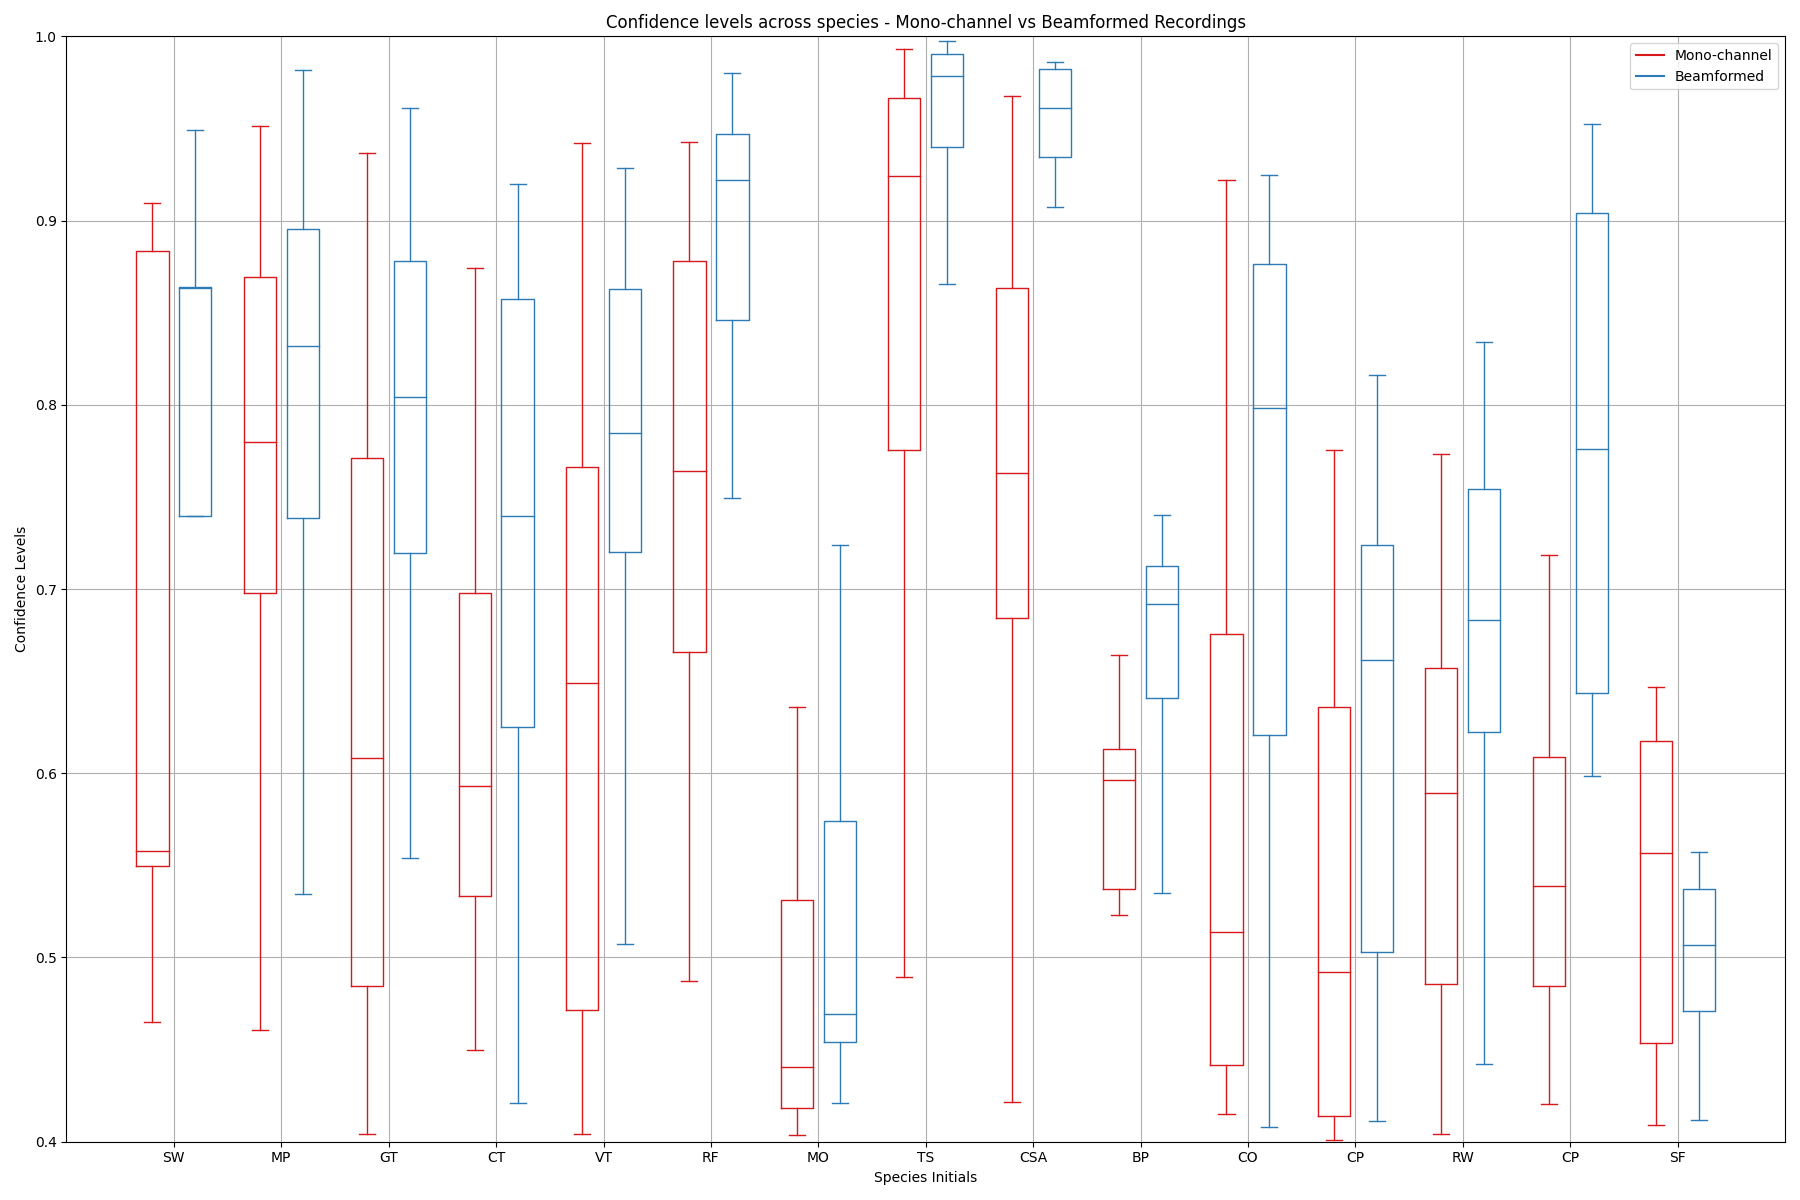 Confidence levels across species - Mono-channel vs Beamformed Recordings
Mono-channel
Beamformed
1.0
0.9
0.8
0.7
0.6
0.5
0.4
Confidence Levels
SW MP GT CT VT RF MO TS CSA BP CO CP RW CP SF
Species Initials